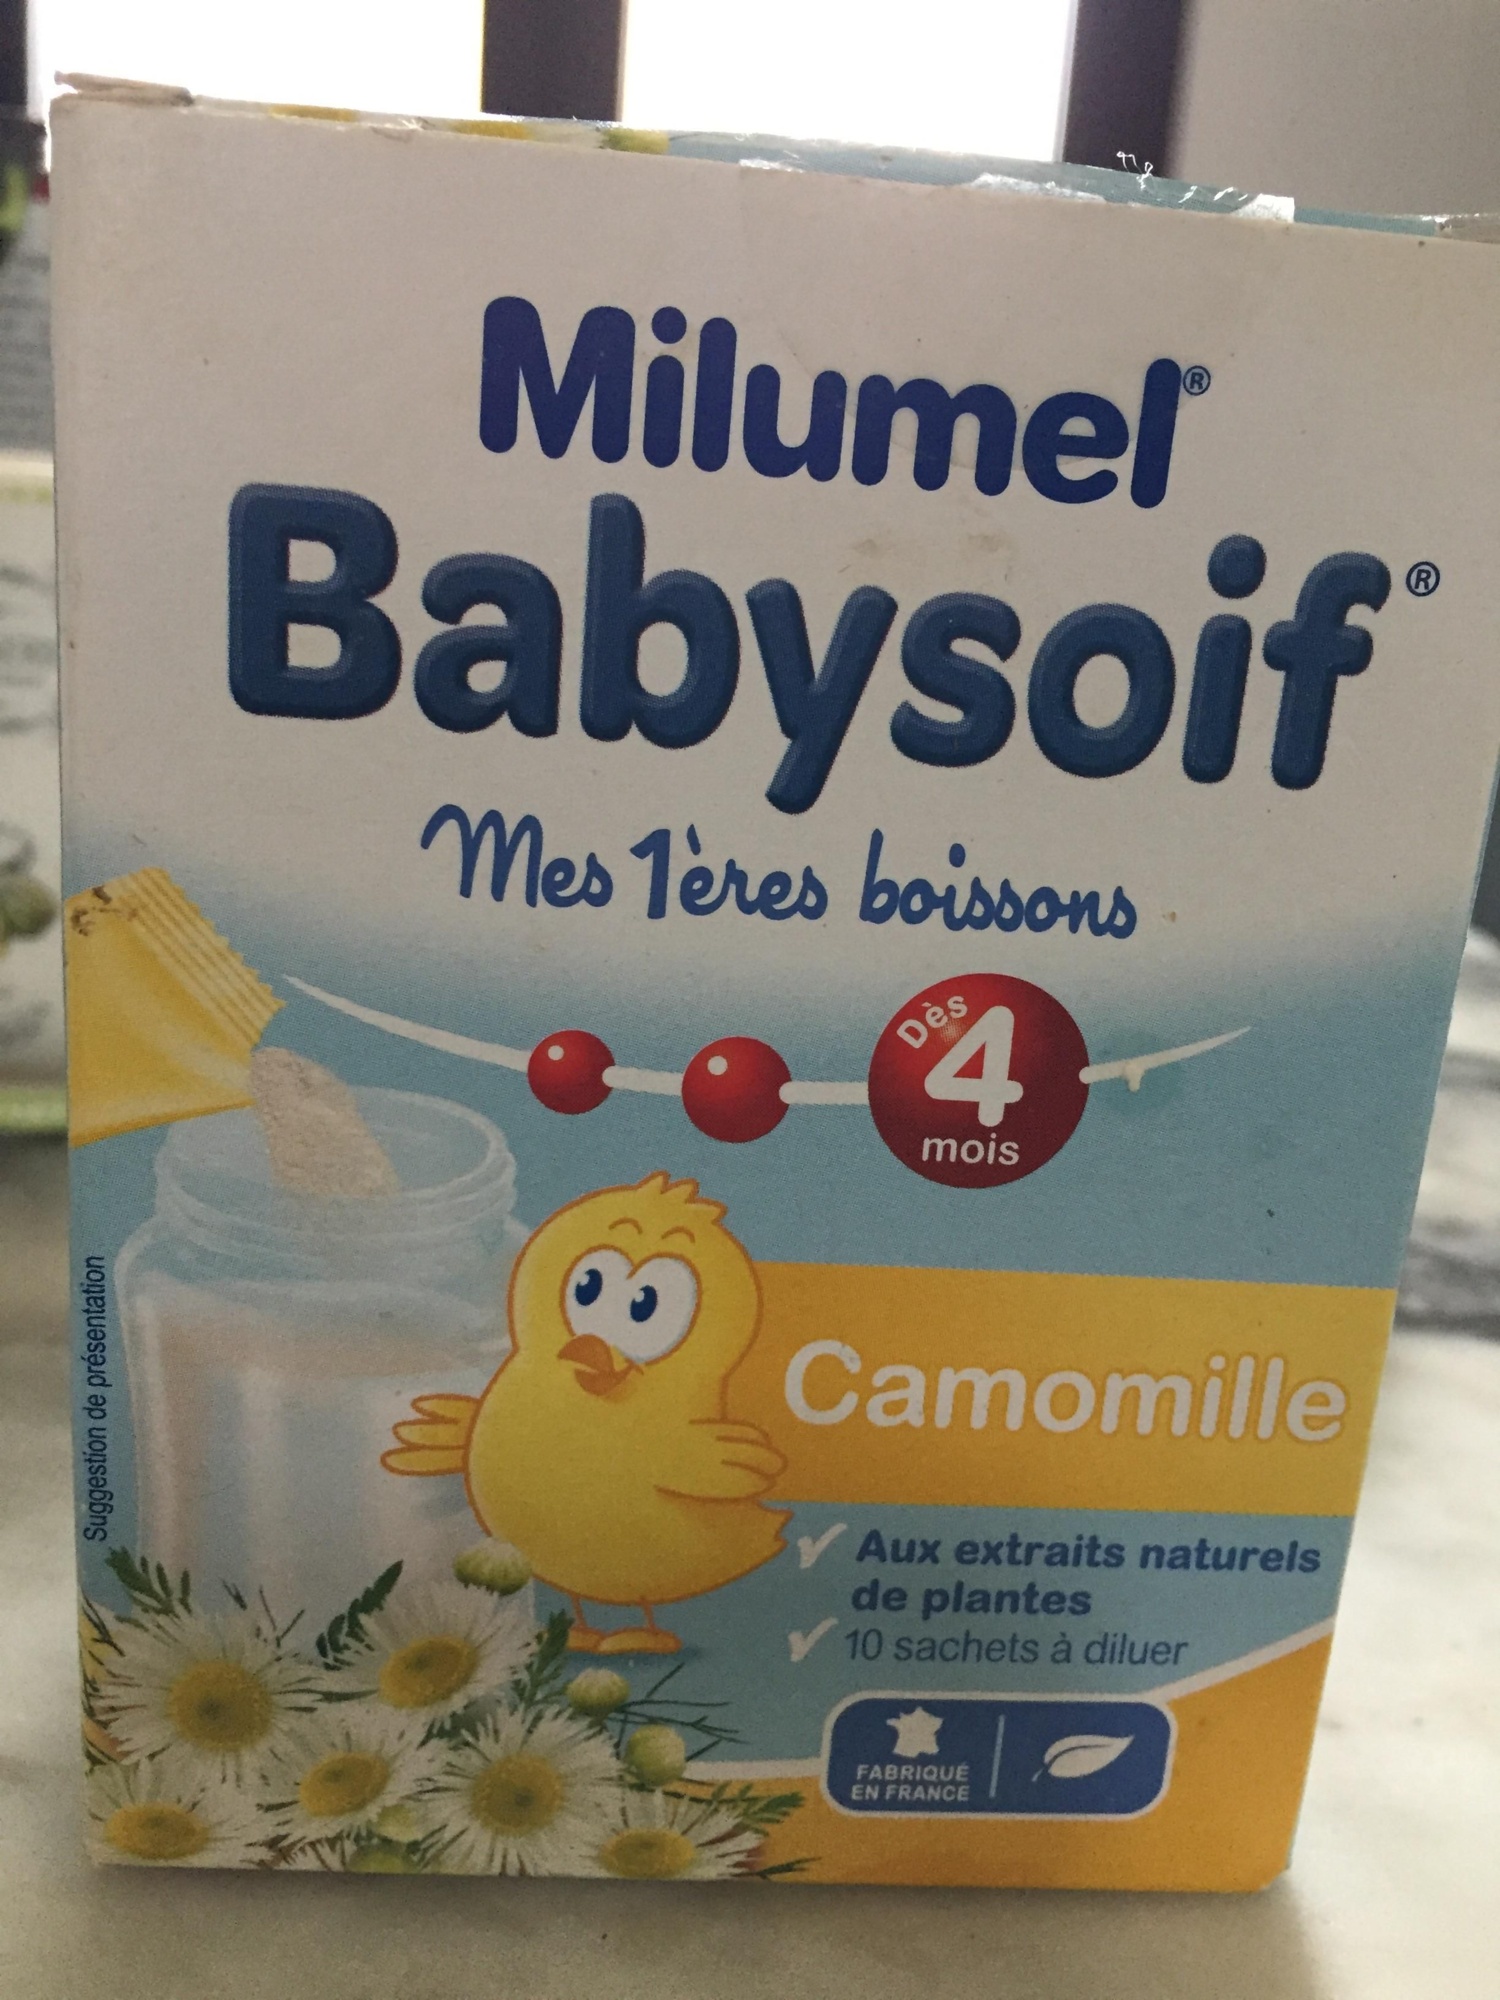 Milumel®
Babysoif®
Mes 1ères boissons
Dès
4
mois
Suggestion de présentation
Camomille
Aux extraits naturels
de plantes
10 sachets à diluer
FABRIQUÉ
EN FRANCE